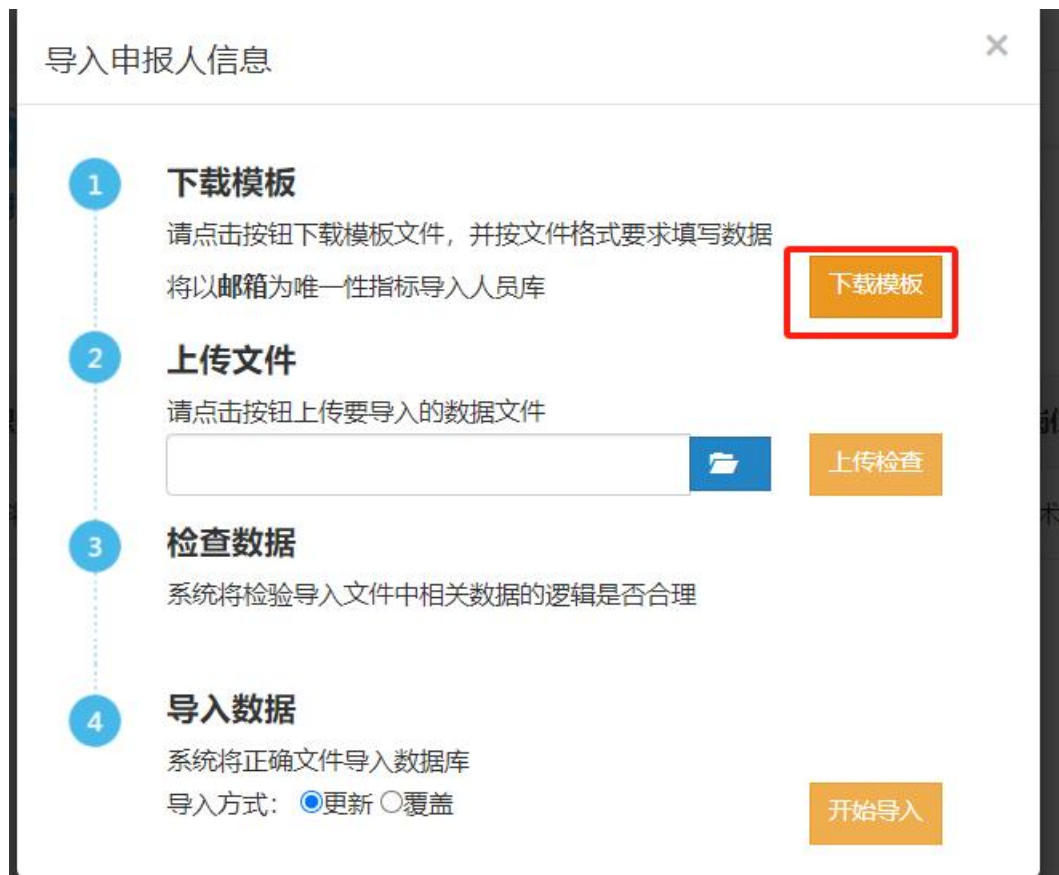 导入申报人信息
×
1
下载模板
请点击按钮下载模板文件，并按文件格式要求填写数据
将以邮箱为唯一性指标导入人员库
下载模板
2
上传文件
请点击按钮上传要导入的数据文件
上传检查
3
检查数据
系统将检验导入文件中相关数据的逻辑是否合理
4
导入数据
系统将正确文件导入数据库
导入方式： 更新 覆盖
开始导入